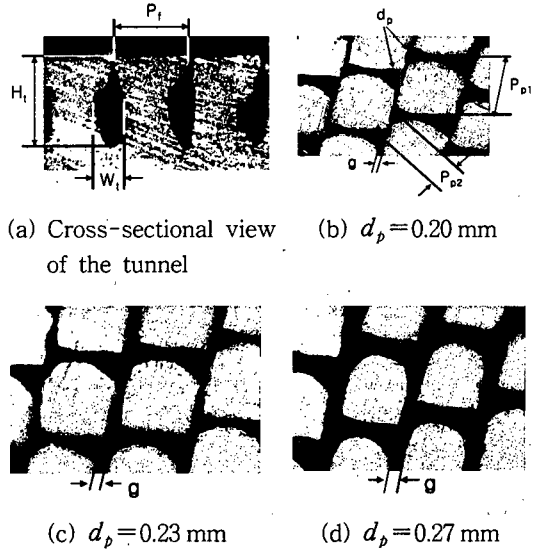 P_f
H_t
W_t
d_p
P_p1
g
P_p2
(a) Cross-sectional view
of the tunnel
(b) d_p=0.20 mm
g
g
(c) d_p=0.23 mm
(d) d_p=0.27 mm